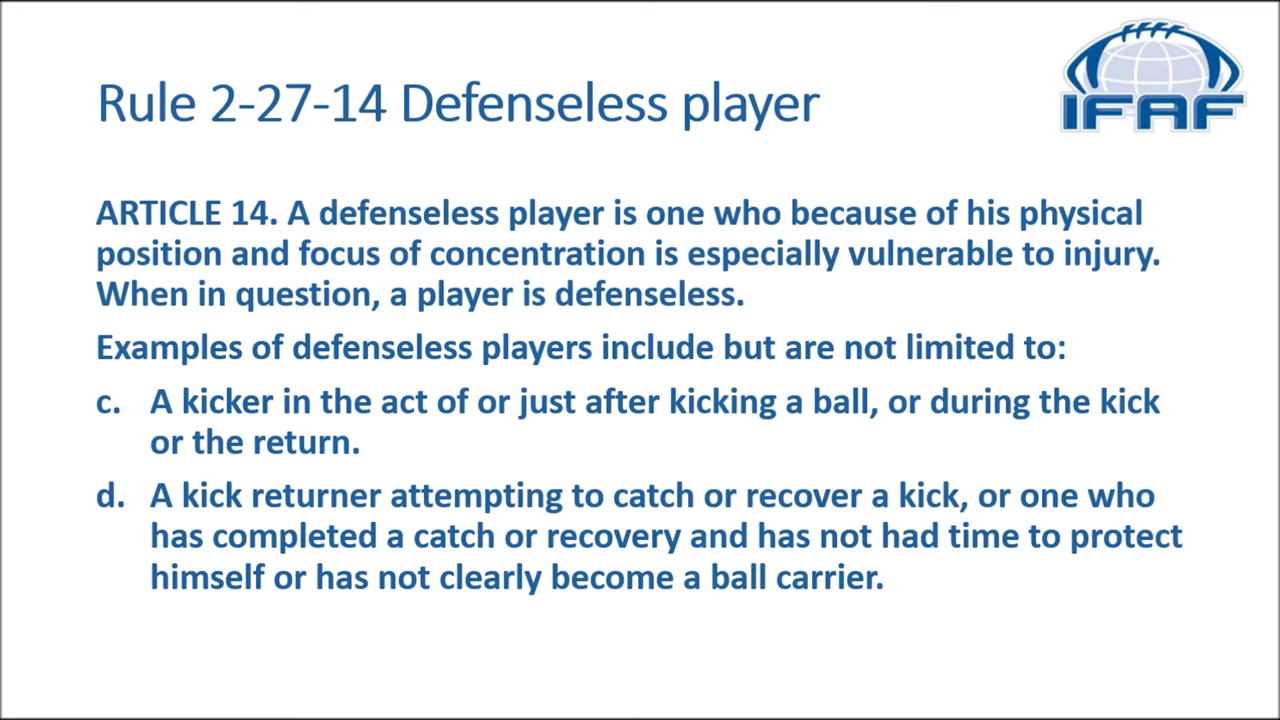 Rule 2-27-14 Defenseless player
IFAF
ARTICLE 14. A defenseless player is one who because of his physical
position and focus of concentration is especially vulnerable to injury.
When in question, a player is defenseless.
Examples of defenseless players include but are not limited to:
c. A kicker in the act of or just after kicking a ball, or during the kick
or the return.
d. A kick returner attempting to catch or recover a kick, or one who
has completed a catch or recovery and has not had time to protect
himself or has not clearly become a ball carrier.